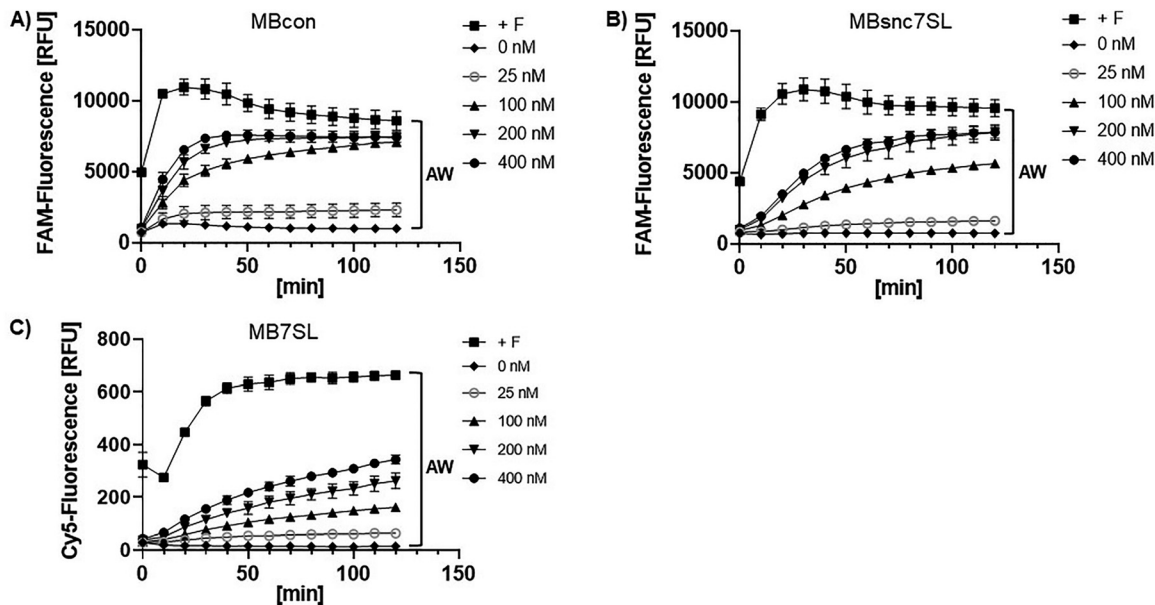 A)
MBcon
FAM-Fluorescence [RFU]
15000
10000
5000
0
0
50
100
150
[min]
+ F
0 nM
25 nM
100 nM
200 nM
400 nM
AW
B)
MBsnc7SL
FAM-Fluorescence [RFU]
15000
10000
5000
0
0
50
100
150
[min]
+ F
0 nM
25 nM
100 nM
200 nM
400 nM
AW
C)
MB7SL
Cy5-Fluorescence [RFU]
800
600
400
200
0
0
50
100
150
[min]
+ F
0 nM
25 nM
100 nM
200 nM
400 nM
AW